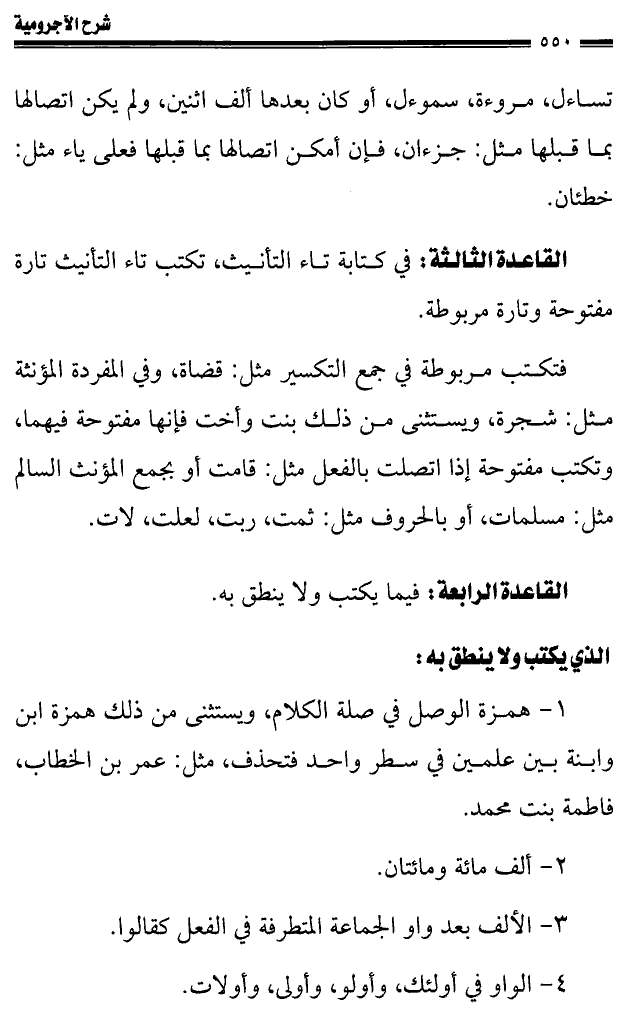 شرح الآجرومية
٥٥٠
تساءل، مروءة، سموءل، أو كان بعدها ألف اثنين، ولم يكن اتصالها
بما قبلها مثل: جزءان، فإن أمكن اتصالها بما قبلها فعلى ياء مثل:
خطئان.
القاعدة الثالثة: في كتابة تاء التأنيث، تكتب تاء التأنيث تارة
مفتوحة وتارة مربوطة.
فتكتب مربوطة في جمع التكسير مثل: قضاة، وفي المفردة المؤنثة
مثل: شجرة، ويستثنى من ذلك بنت وأخت فإنها مفتوحة فيهما،
وتكتب مفتوحة إذا اتصلت بالفعل مثل: قامت أو بجمع المؤنث السالم
مثل: مسلمات، أو بالحروف مثل: ثمت، ربت، لعلت، لات.
القاعدة الرابعة: فيما يكتب ولا ينطق به.
الذي يكتب ولا ينطق به:
١- همزة الوصل في صلة الكلام، ويستثنى من ذلك همزة ابن
وابنة بين علمين في سطر واحد فتحذف، مثل: عمر بن الخطاب،
فاطمة بنت محمد.
٢- ألف مائة ومائتان.
٣- الألف بعد واو الجماعة المتطرفة في الفعل كقالوا.
٤- الواو في أولئك، وأولو، وأولى، وأولات.